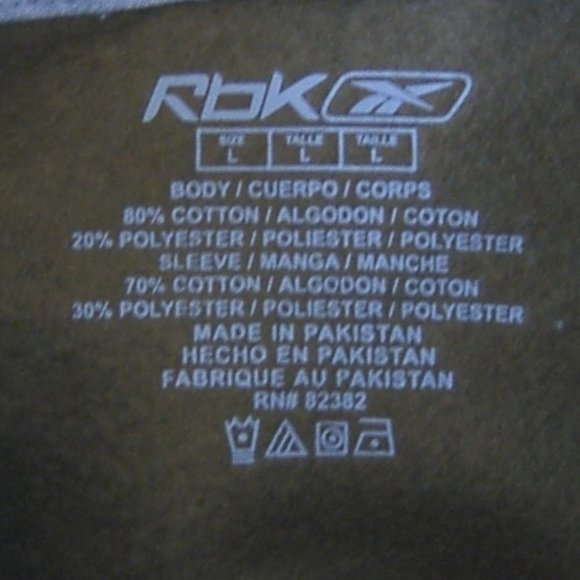 RbK
SIZE TALLE TAILLE
L L L
BODY / CUERPO / CORPS
80% COTTON / ALGODON / COTON
20% POLYESTER / POLIESTER / POLYESTER
SLEEVE / MANGA / MANCHE
70% COTTON / ALGODON / COTON
30% POLYESTER / POLIESTER / POLYESTER
MADE IN PAKISTAN
HECHO EN PAKISTAN
FABRIQUE AU PAKISTAN
RN# 82382